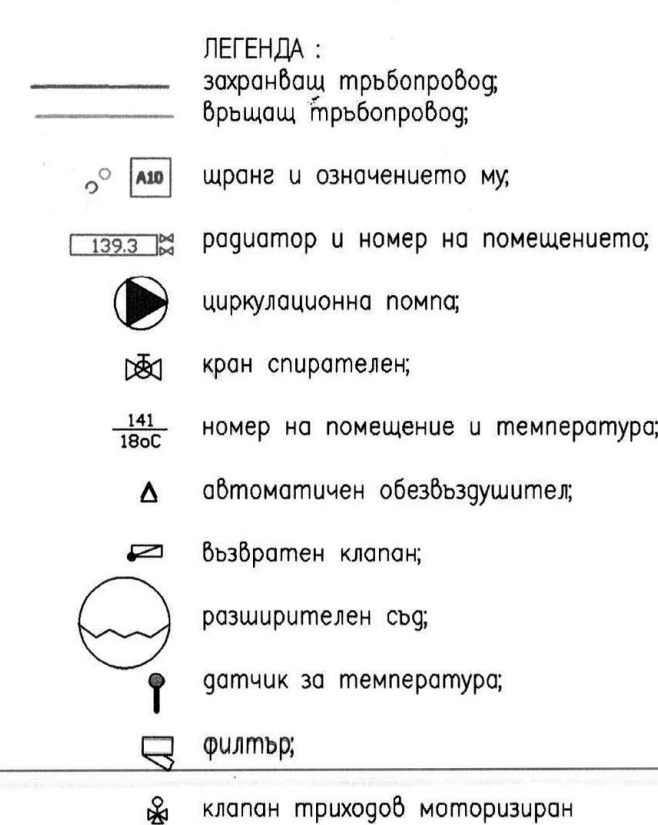 ЛЕГЕНДА :
захранващ тръбопровод;
връщащ тръбопровод;
A10 щранг и означението му;
139.3 радиатор и номер на помещението;
циркулационна помпа;
кран спирателен;
141
18oC номер на помещение и температура;
автоматичен обезвъздушител;
възвратен клапан;
разширителен съд;
датчик за температура;
филтър;
клапан триходов моторизиран